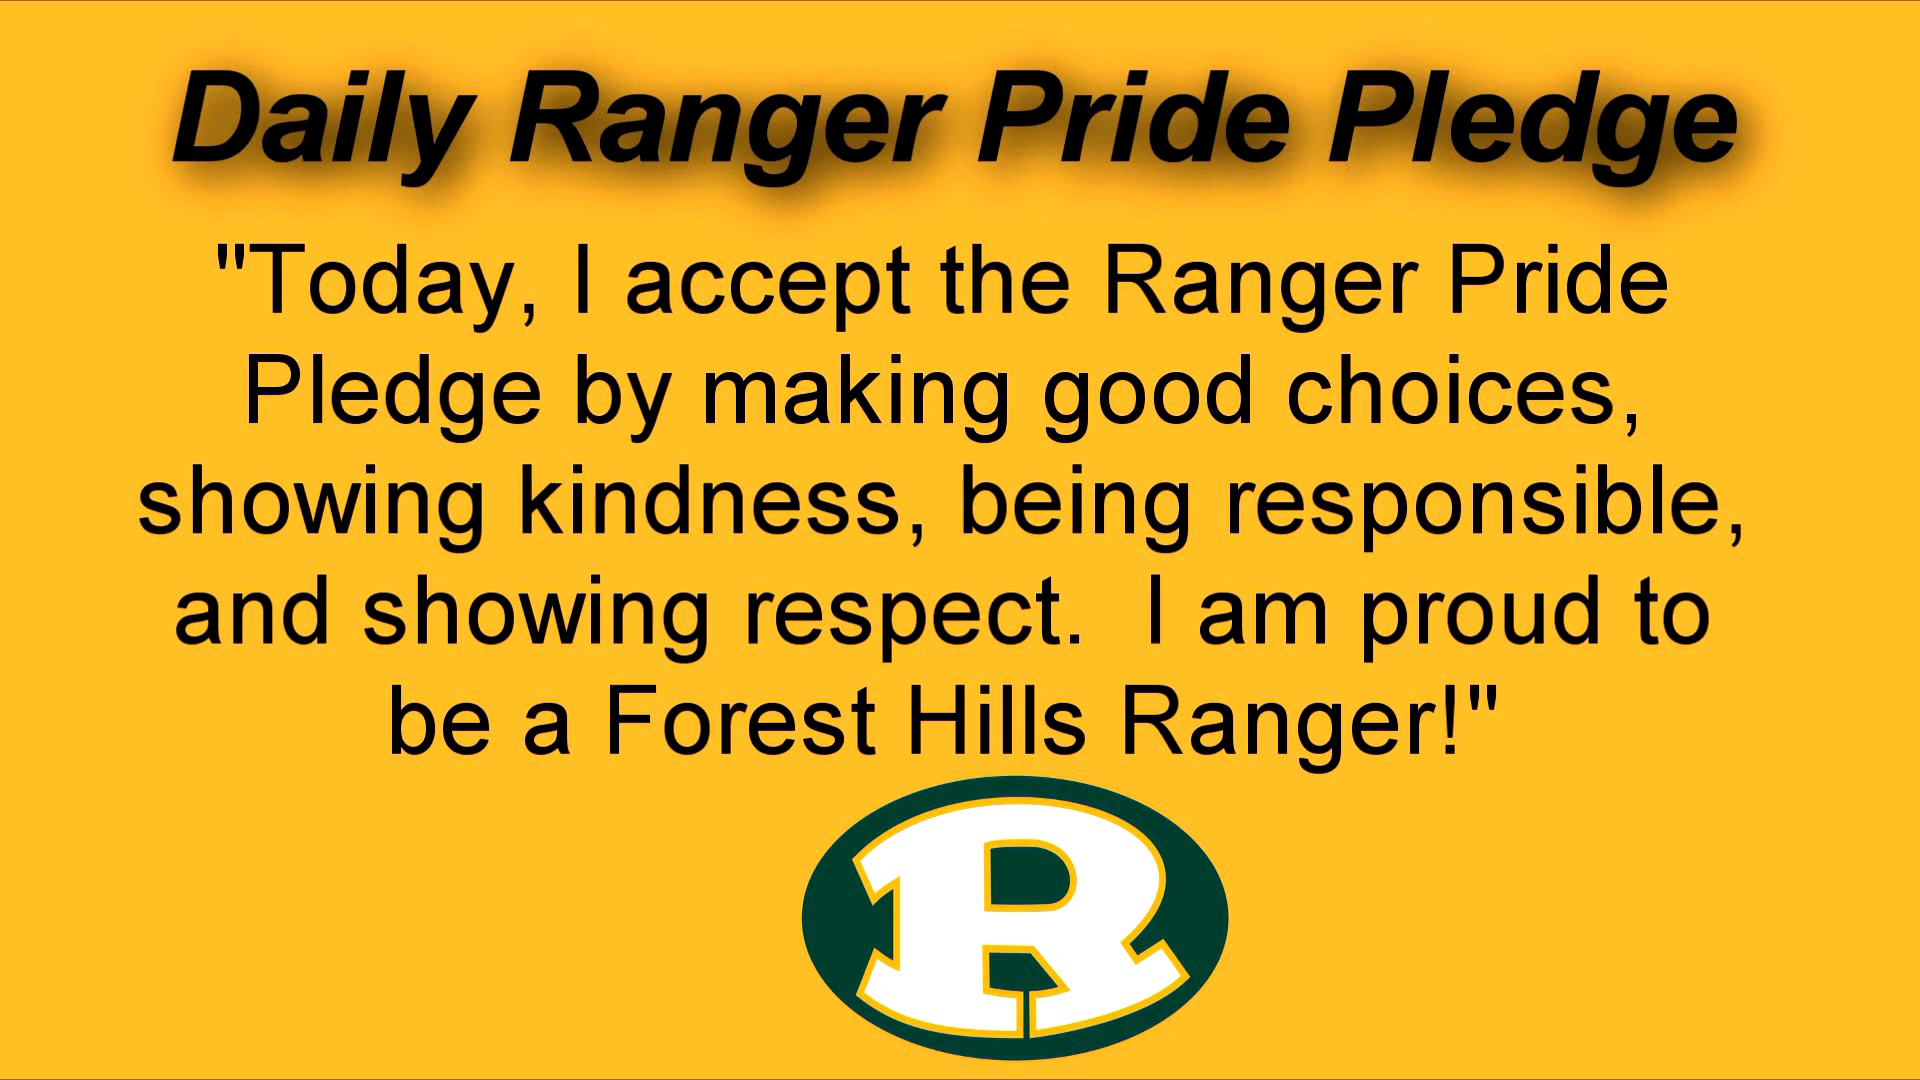 Daily Ranger Pride Pledge
"Today, I accept the Ranger Pride
Pledge by making good choices,
showing kindness, being responsible,
and showing respect.  I am proud to
be a Forest Hills Ranger!"
R